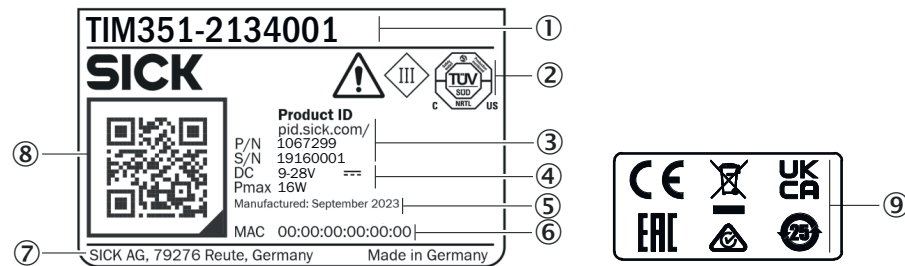 TIM351-2134001
①
SICK
III
TÜV
SÜD
NRTL
C US
②
Product ID
pid.sick.com/
P/N 1067299
S/N 19160001
③
DC 9-28V
Pmax 16W
④
Manufactured: September 2023
⑤
MAC 00:00:00:00:00:00
⑥
⑦
SICK AG, 79276 Reute, Germany Made in Germany
⑧
CE UK CA
EAC 25
⑨